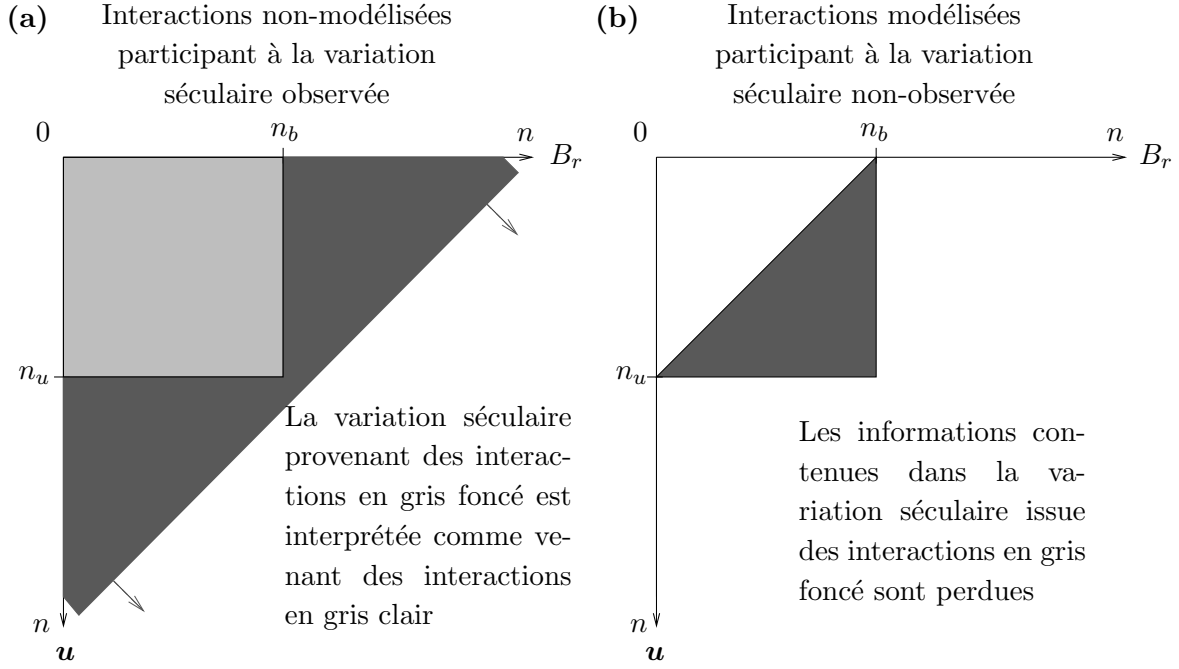 (a)
Interactions non-modélisées
participant à la variation
séculaire observée
0
n_b
n
B_r
n_u
La variation séculaire
provenant des interac-
tions en gris foncé est
interprétée comme ve-
nant des interactions
en gris clair
n
u
(b)
Interactions modélisées
participant à la variation
séculaire non-observée
0
n_b
n
B_r
n_u
Les informations con-
tenues dans la va-
riation séculaire issue
des interactions en gris
foncé sont perdues
n
u